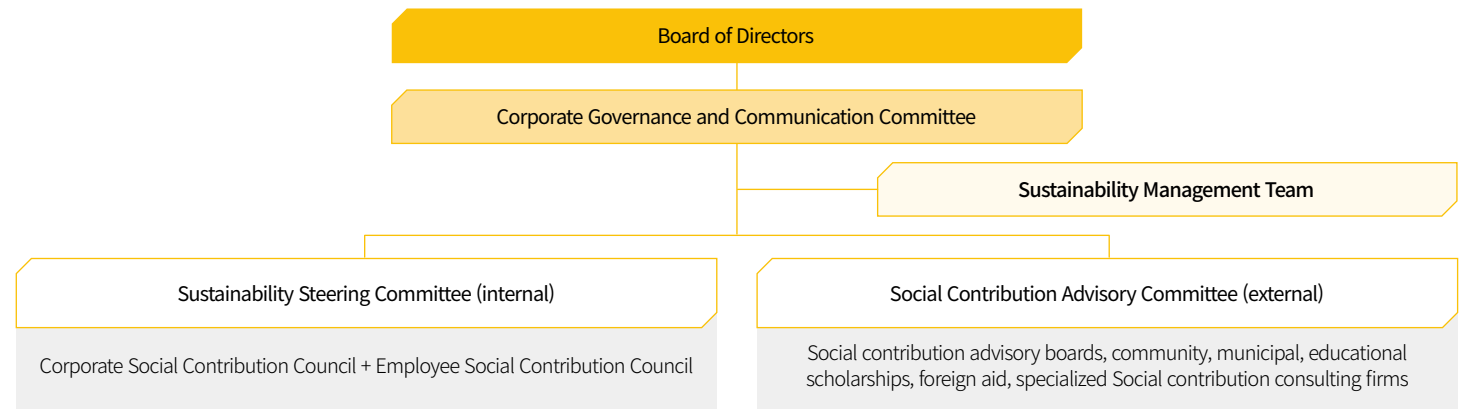 Board of Directors
Corporate Governance and Communication Committee
Sustainability Management Team
Sustainability Steering Committee (internal)
Corporate Social Contribution Council + Employee Social Contribution Council
Social Contribution Advisory Committee (external)
Social contribution advisory boards, community, municipal, educational
scholarships, foreign aid, specialized Social contribution consulting firms